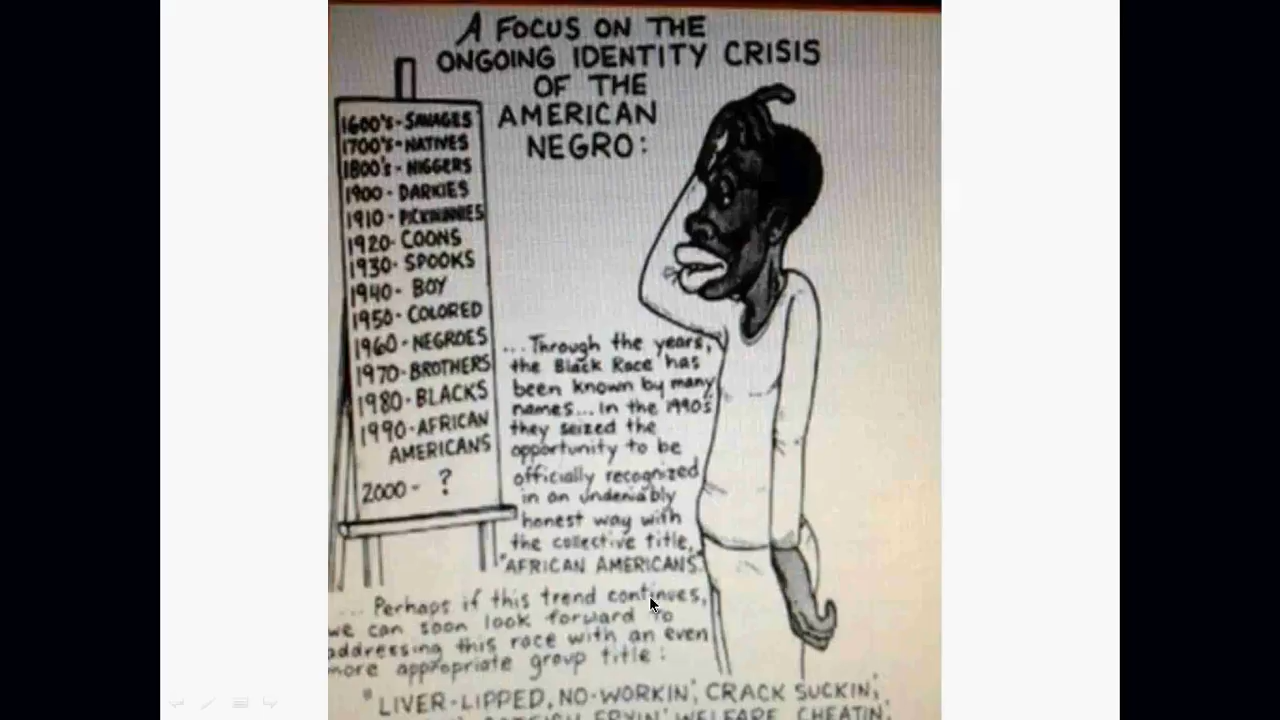 A FOCUS ON THE
ONGOING IDENTITY CRISIS
OF THE
AMERICAN
NEGRO:
1600's-SAVAGES
1700's-NATIVES
1800's-NIGGERS
1900-DARKIES
1910-PICKININNIES
1920-COONS
1930-SPOOKS
1940-BOY
1950-COLORED
1960-NEGROES
1970-BROTHERS
1980-BLACKS
1990-AFRICAN
AMERICANS
2000- ?
...Through the years,
the Black Race has
been known by many
names...In the 1990's
they seized the
opportunity to be
officially recognized
in an undeniably
honest way with
the collective title,
"AFRICAN AMERICANS."
... Perhaps if this trend continues,
we can soon look forward to
addressing this race with an even
more appropriate group title:
"LIVER-LIPPED, NO-WORKIN', CRACK SUCKIN',
FRYIN' WELFARE CHEATIN',